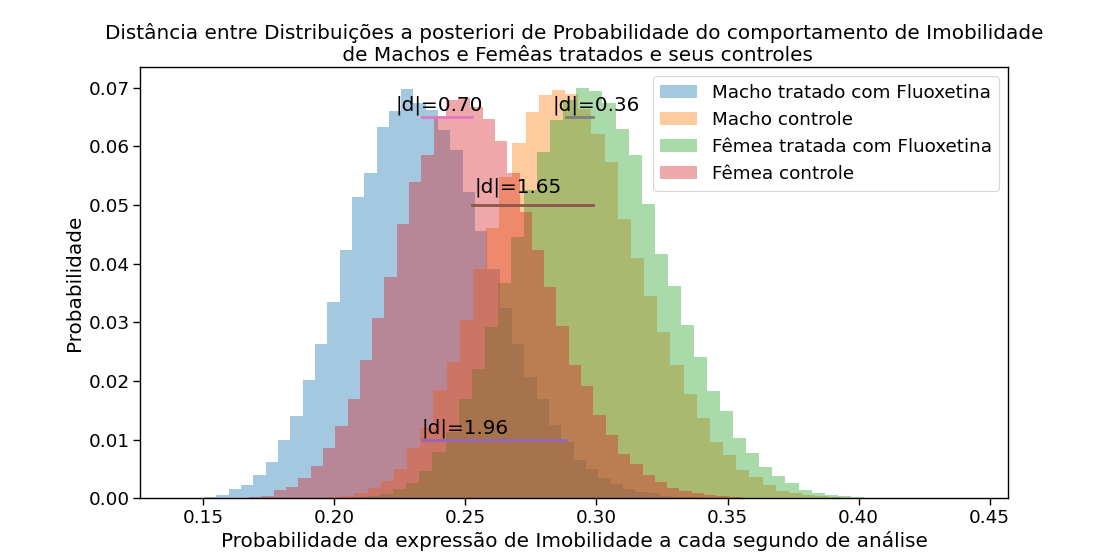 Distância entre Distribuições a posteriori de Probabilidade do comportamento de Imobilidade
de Machos e Femêas tratados e seus controles
Probabilidade
0.07
0.06
0.05
0.04
0.03
0.02
0.01
0.00
|d|=0.70
|d|=0.36
|d|=1.65
|d|=1.96
Macho tratado com Fluoxetina
Macho controle
Fêmea tratada com Fluoxetina
Fêmea controle
0.15 0.20 0.25 0.30 0.35 0.40 0.45
Probabilidade da expressão de Imobilidade a cada segundo de análise